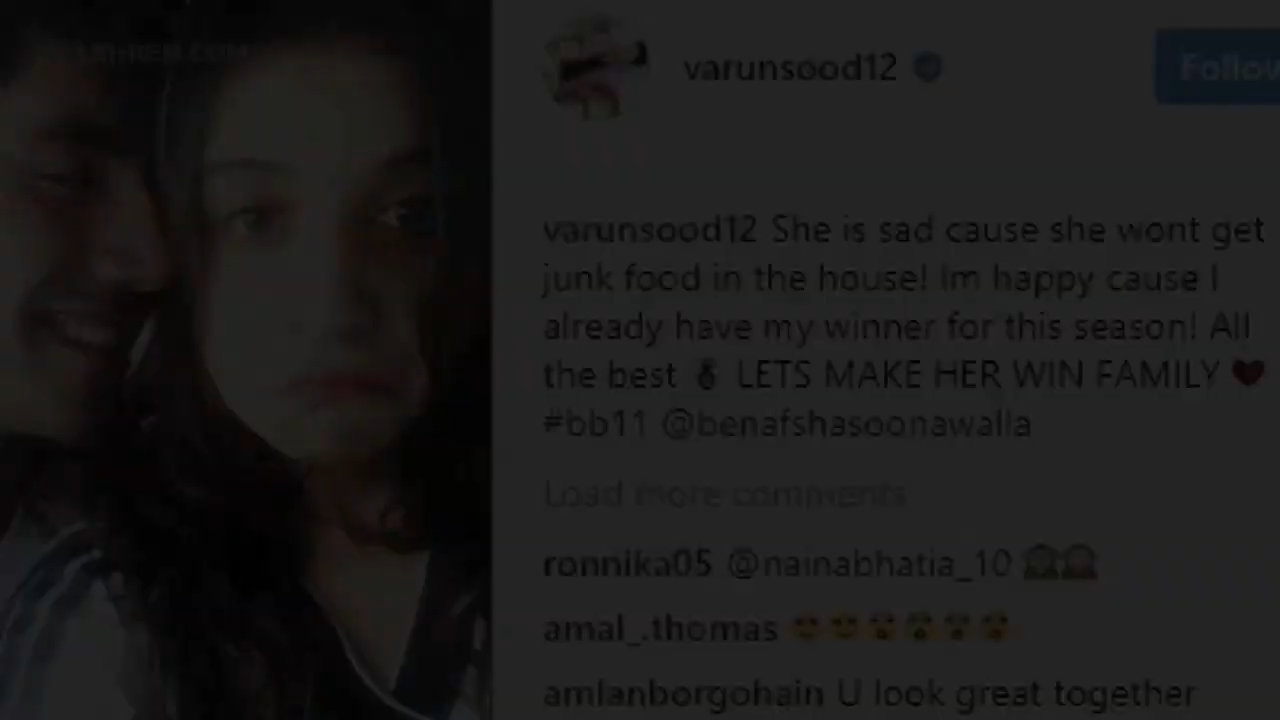 varunsood12
Follow
varunsood12 She is sad cause she wont get
junk food in the house! Im happy cause I
already have my winner for this season! All
the best LETS MAKE HER WIN FAMILY
#bb11 @benafshasoonawalla
Load more comments
ronnika05 @nainabhatia_10
amal_.thomas
amlanborgohain U look great together